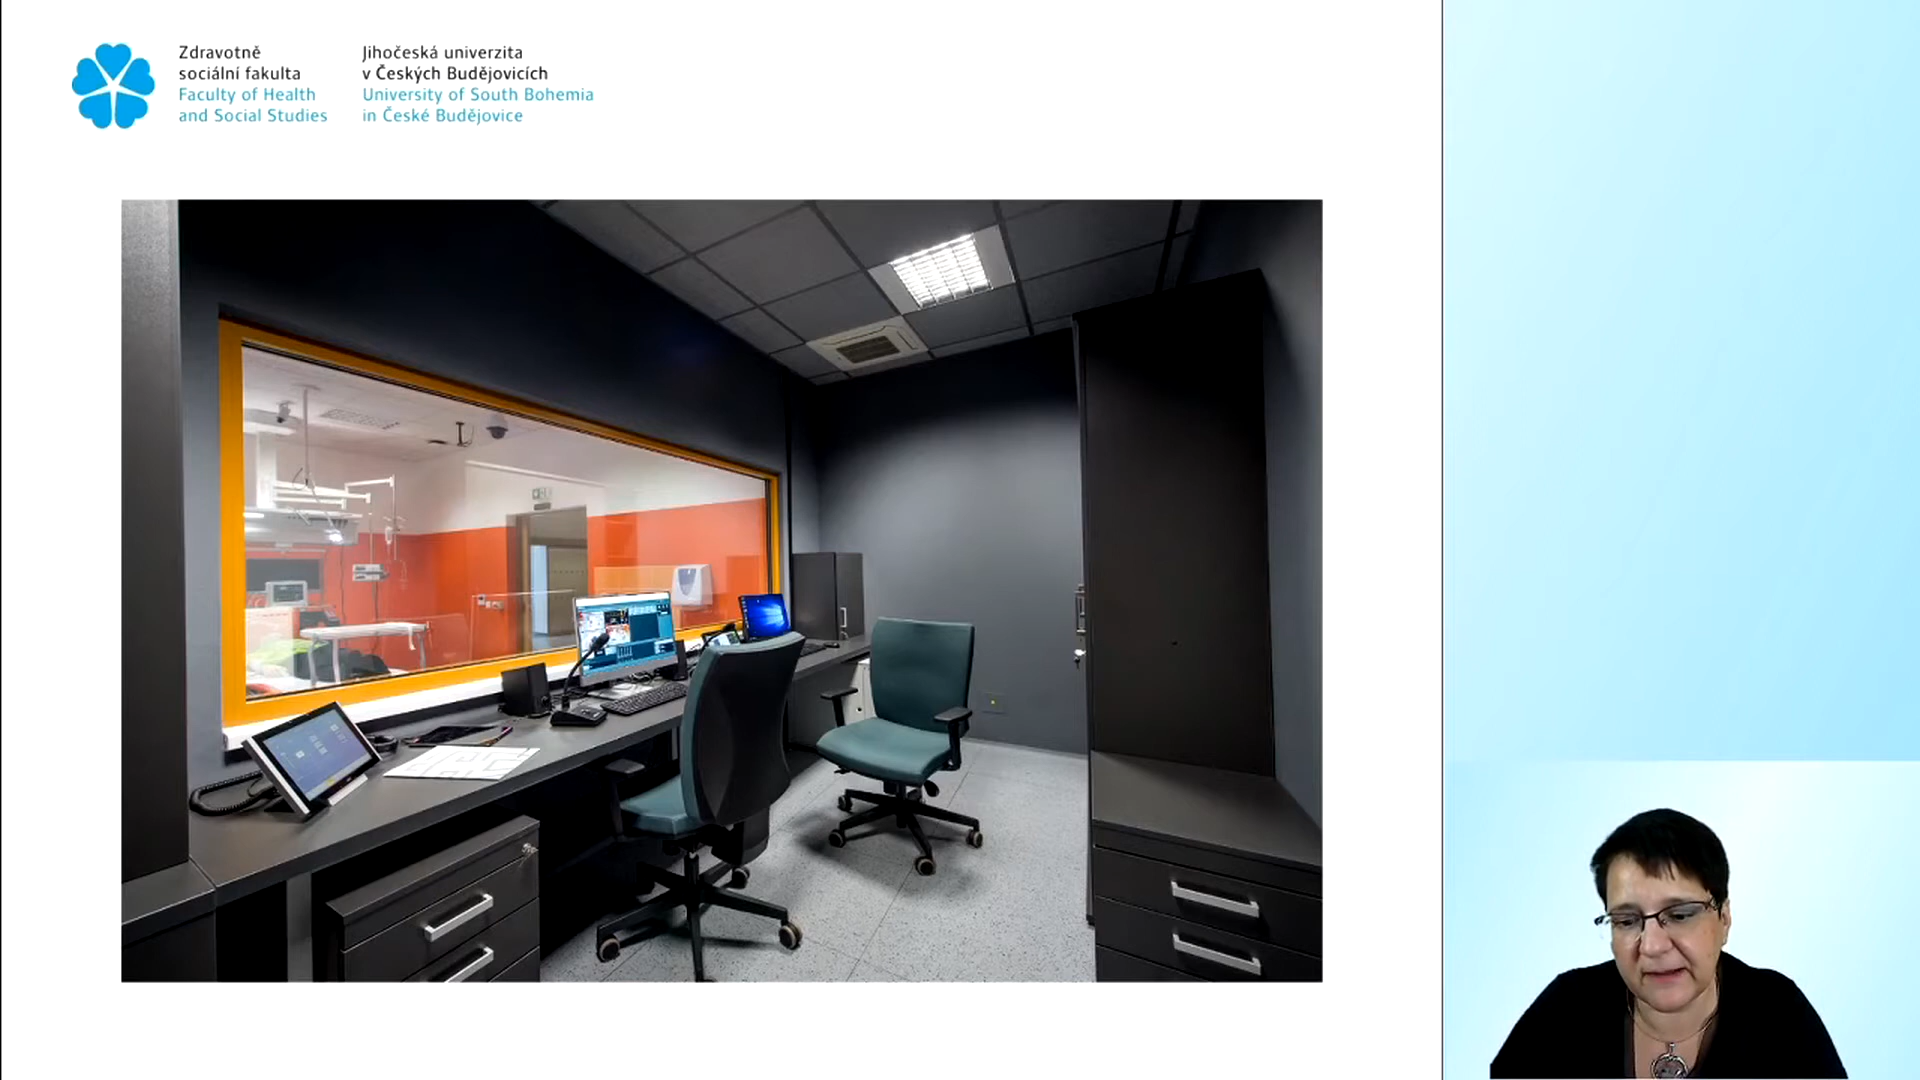 Zdravotně
sociální fakulta
Faculty of Health
and Social Studies
Jihočeská univerzita
v Českých Budějovicích
University of South Bohemia
in České Budějovice